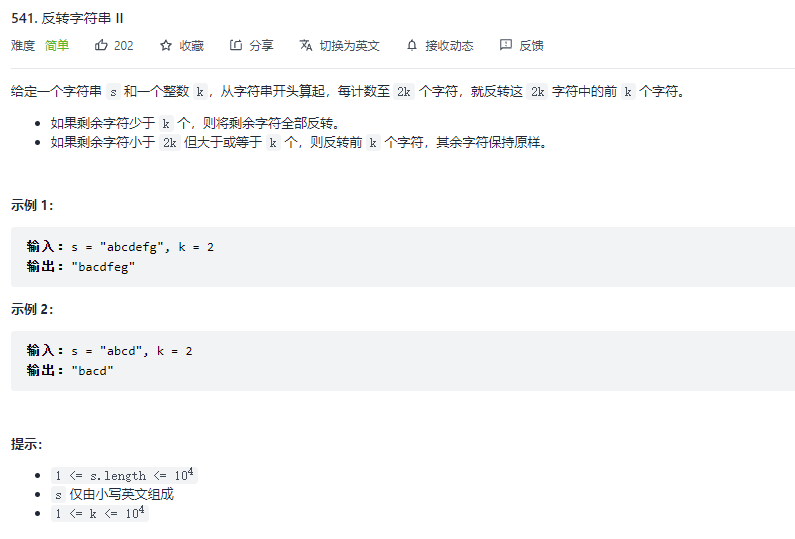 541. 反转字符串 II
难度 简单 202 收藏 分享 切换为英文 接收动态 反馈
给定一个字符串 s 和一个整数 k，从字符串开头算起，每计数至 2k 个字符，就反转这 2k 字符中的前 k 个字符。
如果剩余字符少于 k 个，则将剩余字符全部反转。
如果剩余字符小于 2k 但大于或等于 k 个，则反转前 k 个字符，其余字符保持原样。
示例 1：
输入：s = "abcdefg", k = 2
输出："bacdfeg"
示例 2：
输入：s = "abcd", k = 2
输出："bacd"
提示：
1 <= s.length <= 10⁴
s 仅由小写英文组成
1 <= k <= 10⁴